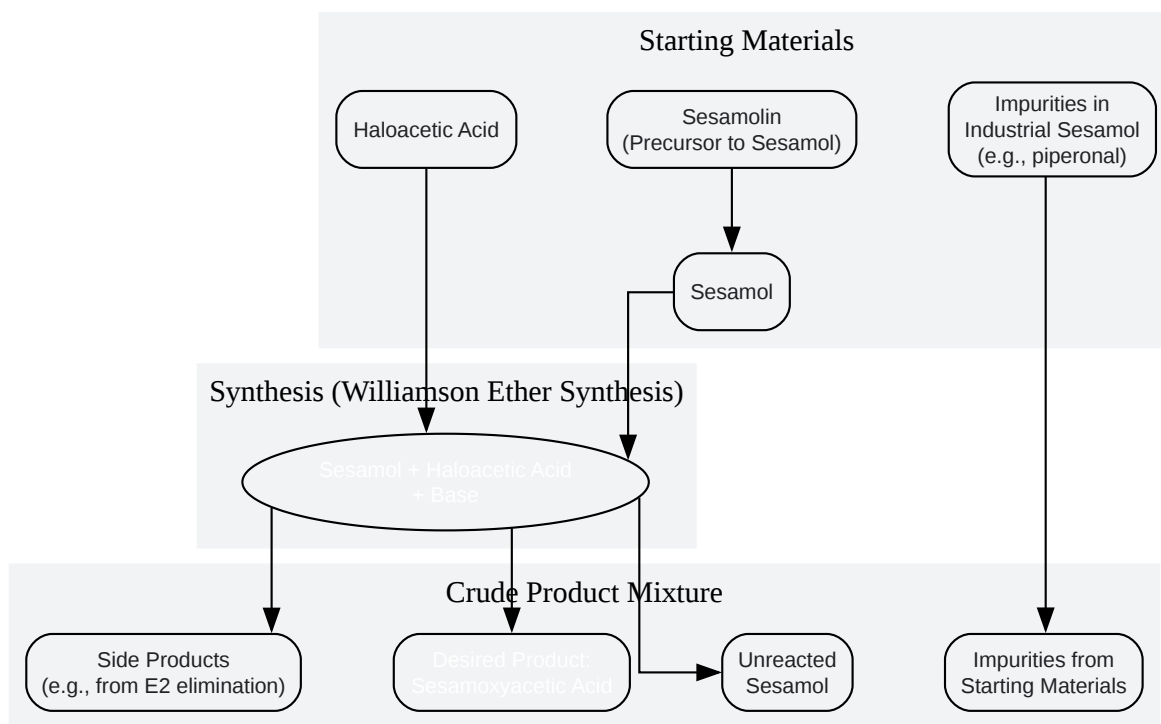 Starting Materials
Haloacetic Acid
Sesamolin
(Precursor to Sesamol)
Impurities in
Industrial Sesamol
(e.g., piperonal)
Sesamol
Synthesis (Williamson Ether Synthesis)
Sesamol + Haloacetic Acid
+ Base
Crude Product Mixture
Side Products
(e.g., from E2 elimination)
Desired Product:
Sesamoxyacetic Acid
Unreacted
Sesamol
Impurities from
Starting Materials